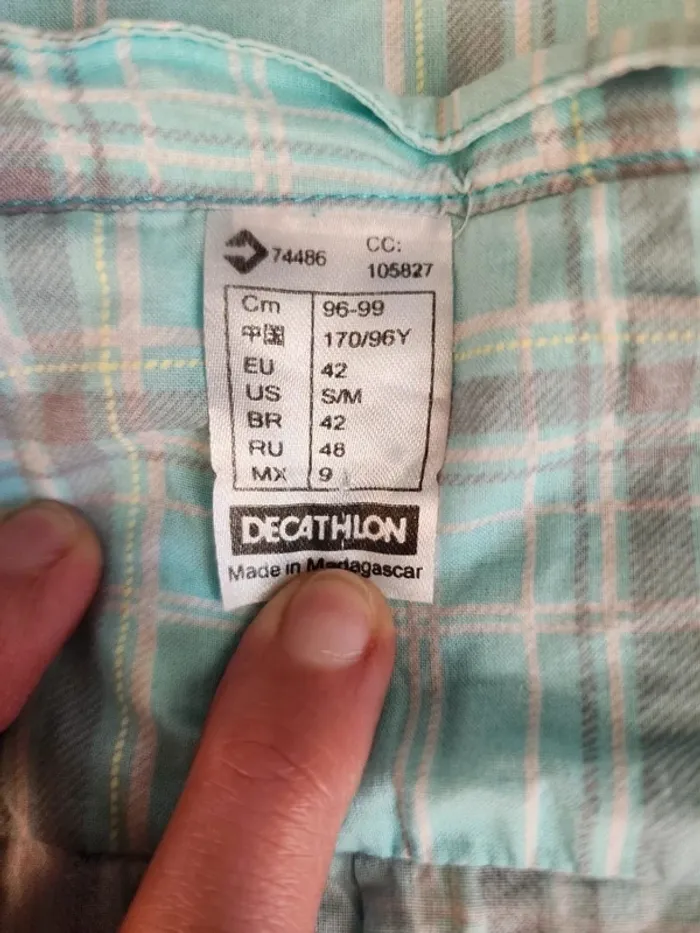 74486 CC: 105827
Cm 96-99
中国 170/96Y
EU 42
US S/M
BR 42
RU 48
MX 9
DECATHLON
Made in Madagascar